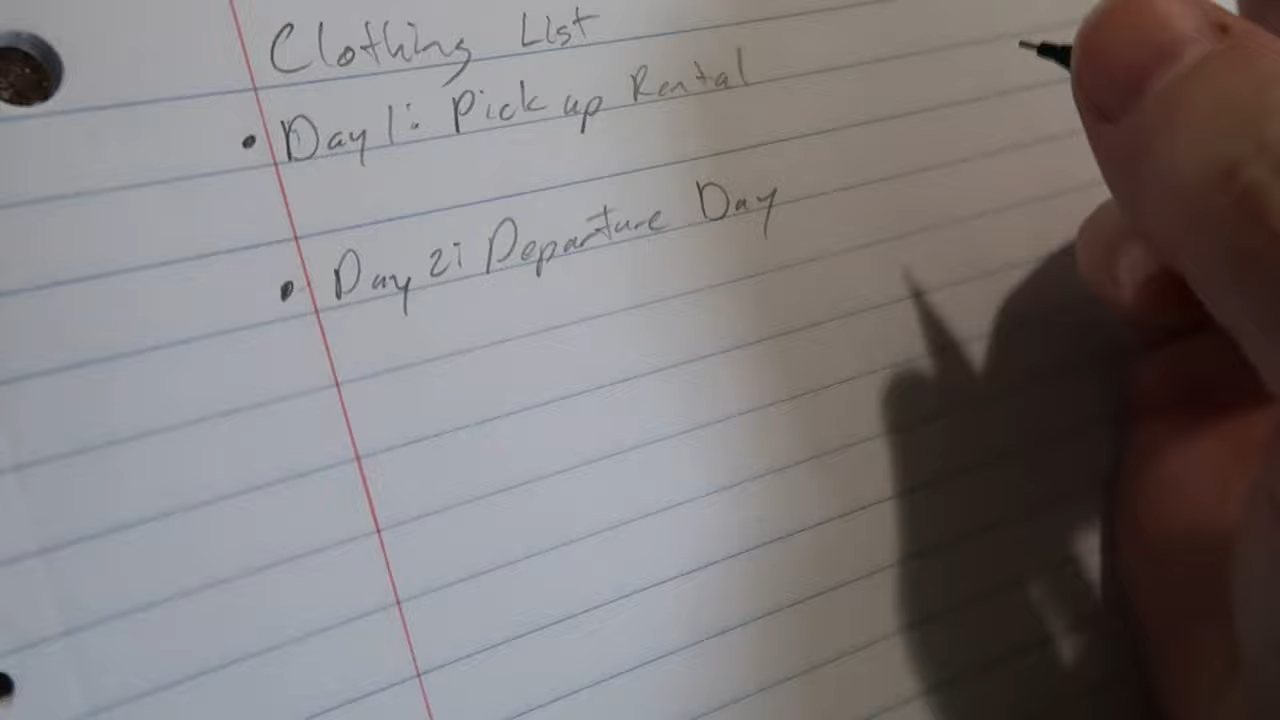 Clothing List
• Day 1: Pick up Rental
• Day 2: Departure Day